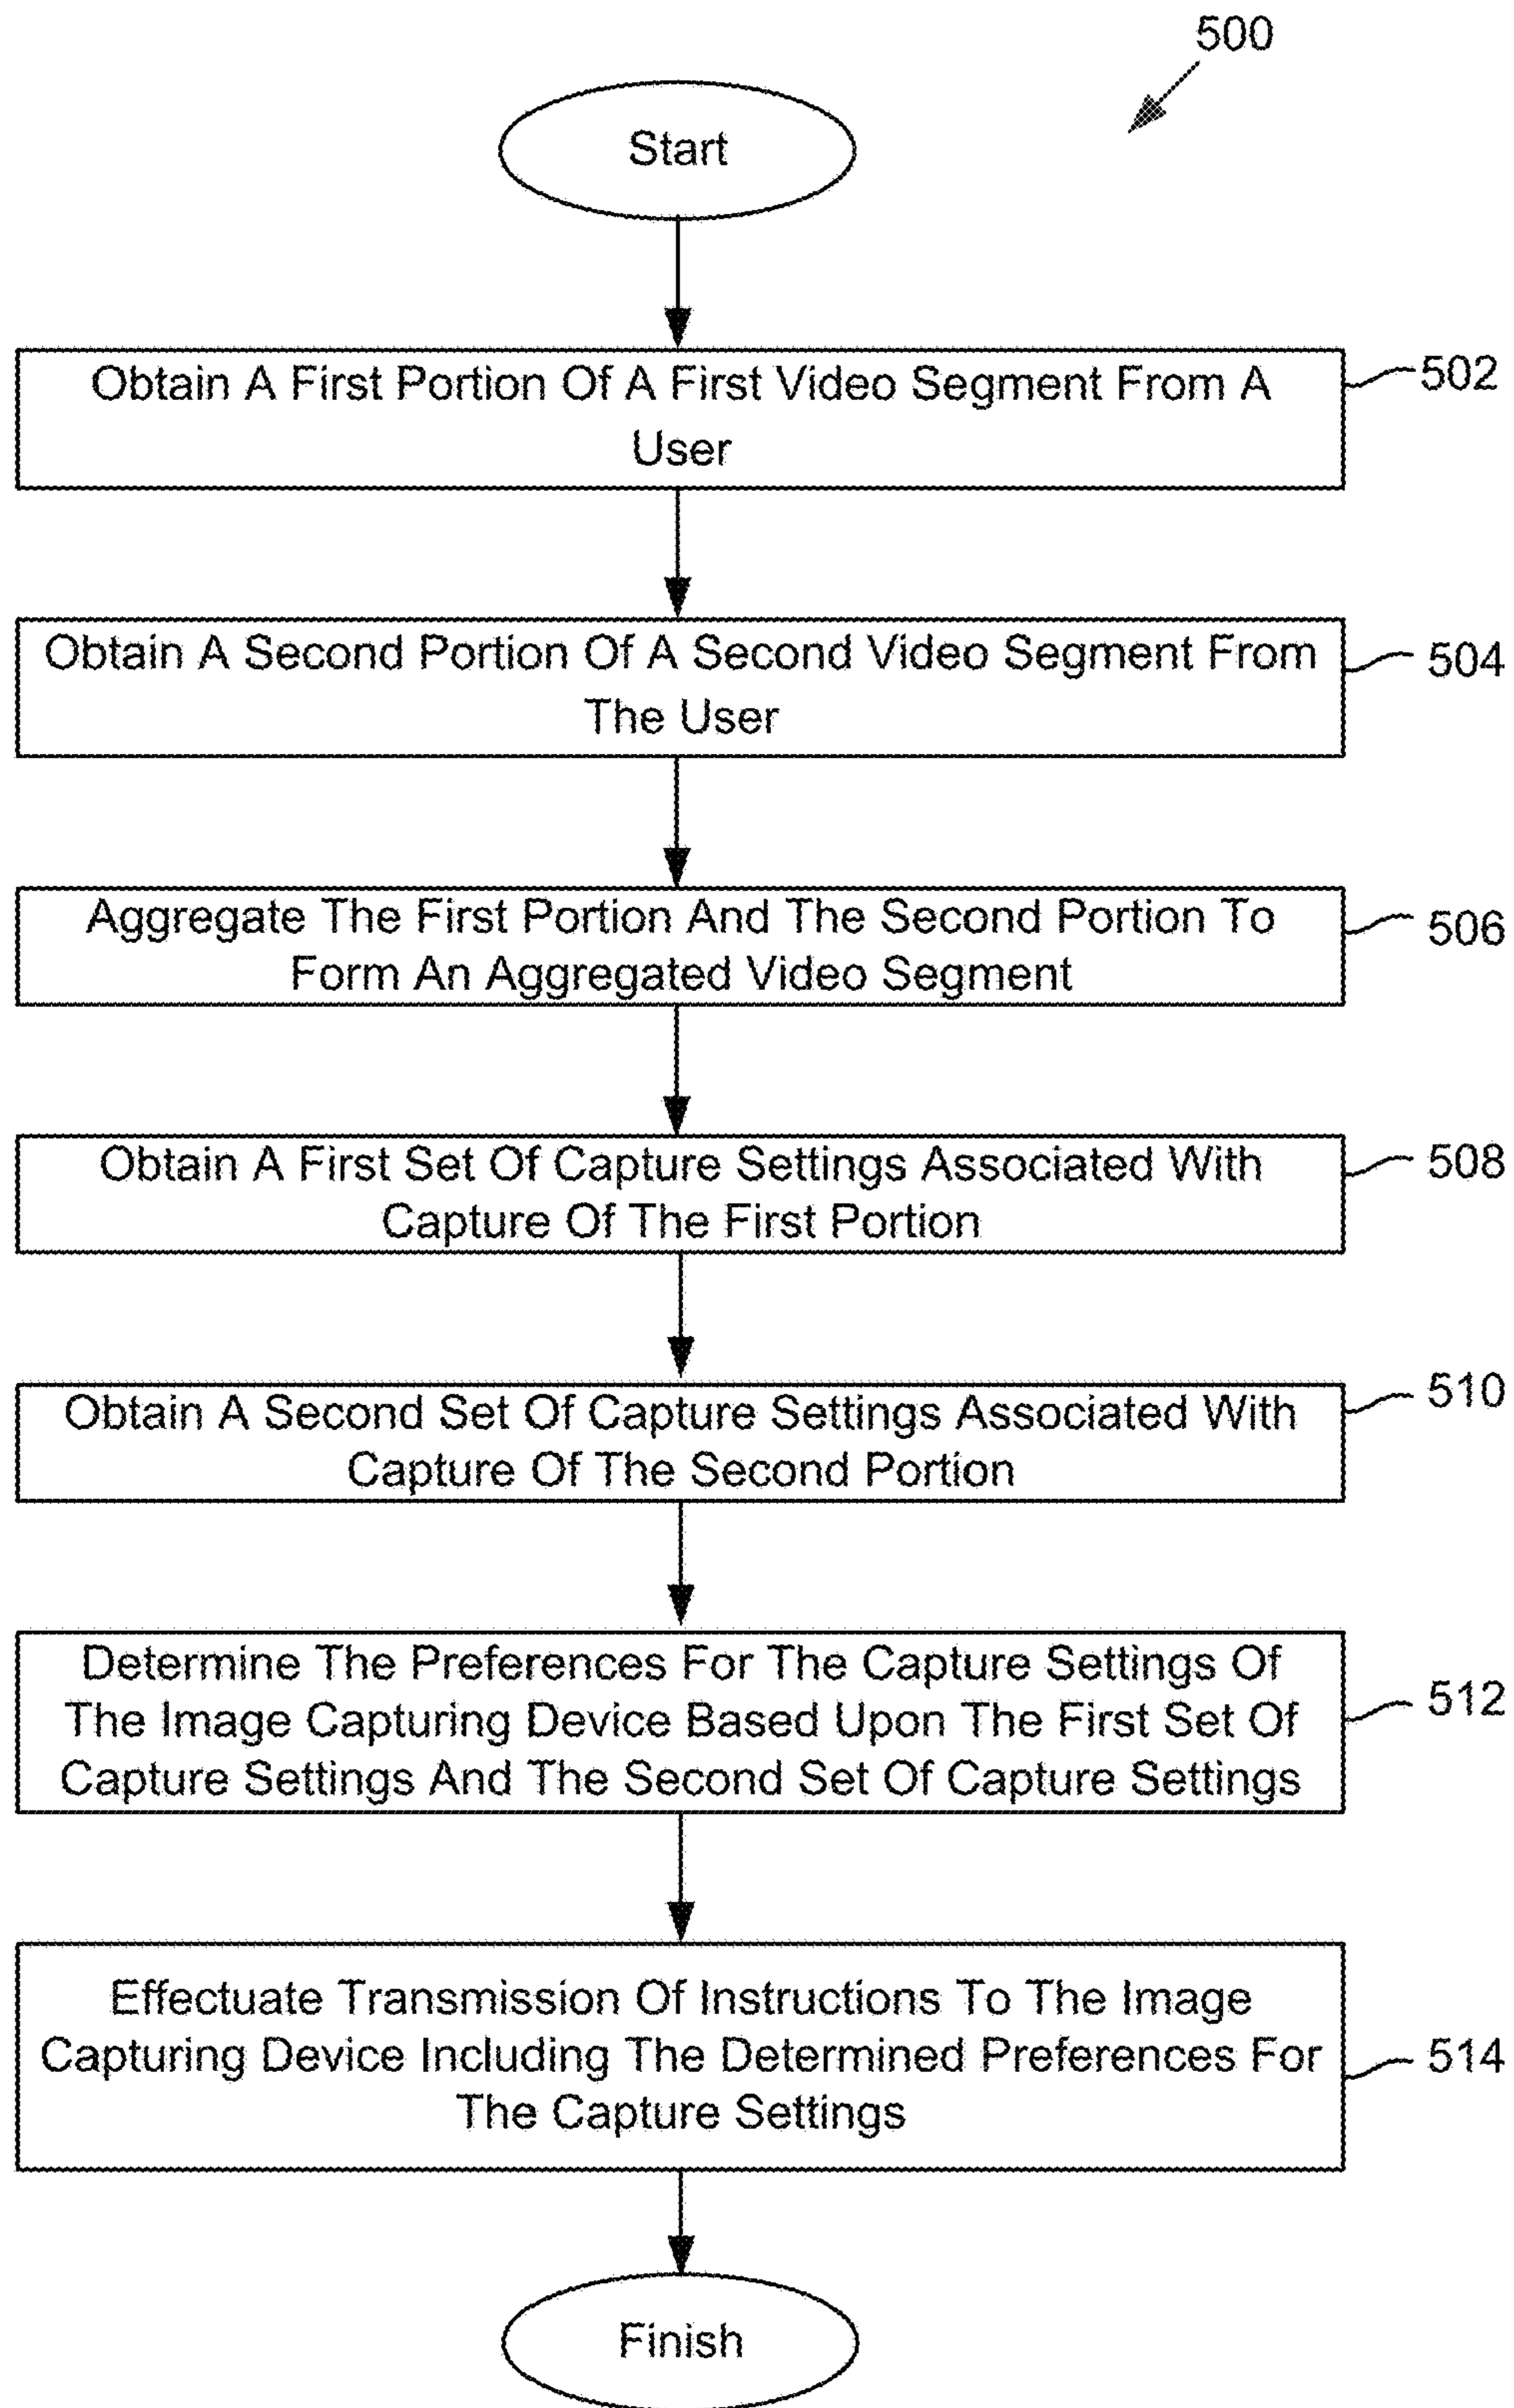 500
Start
Obtain A First Portion Of A First Video Segment From A
User
502
Obtain A Second Portion Of A Second Video Segment From
The User
504
Aggregate The First Portion And The Second Portion To
Form An Aggregated Video Segment
506
Obtain A First Set Of Capture Settings Associated With
Capture Of The First Portion
508
Obtain A Second Set Of Capture Settings Associated With
Capture Of The Second Portion
510
Determine The Preferences For The Capture Settings Of
The Image Capturing Device Based Upon The First Set Of
Capture Settings And The Second Set Of Capture Settings
512
Effectuate Transmission Of Instructions To The Image
Capturing Device Including The Determined Preferences For
The Capture Settings
514
Finish